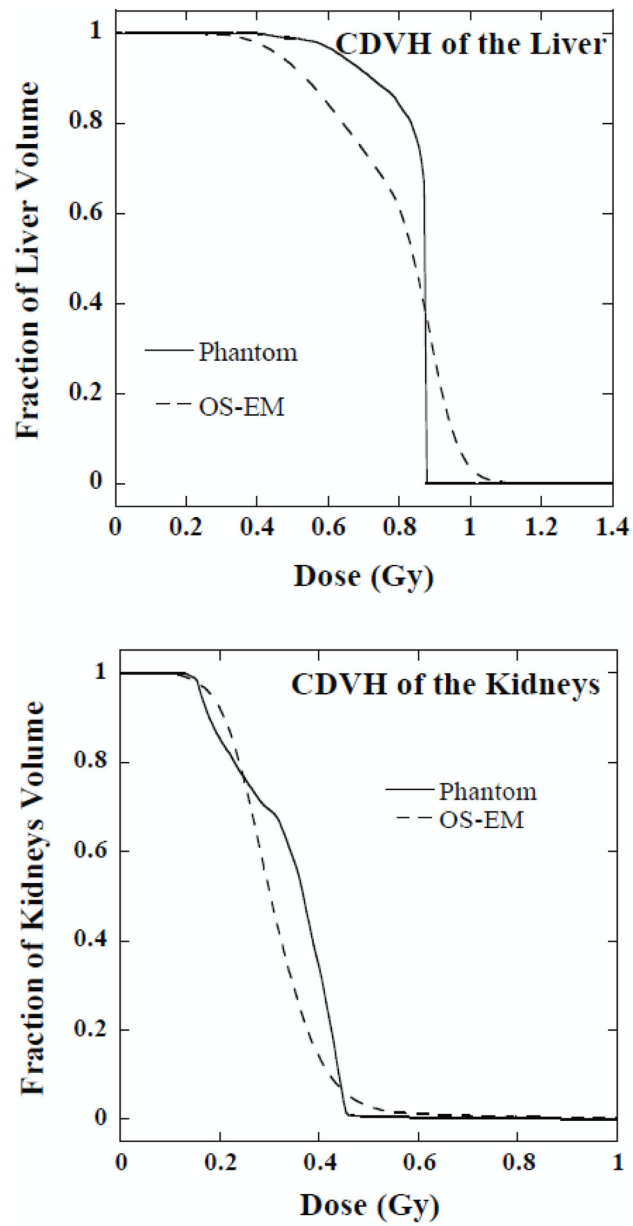 CDVH of the Liver
Fraction of Liver Volume
1
0.8
0.6
0.4
0.2
0
Phantom
OS-EM
0 0.2 0.4 0.6 0.8 1 1.2 1.4
Dose (Gy)
CDVH of the Kidneys
Fraction of Kidneys Volume
1
0.8
0.6
0.4
0.2
0
Phantom
OS-EM
0 0.2 0.4 0.6 0.8 1
Dose (Gy)